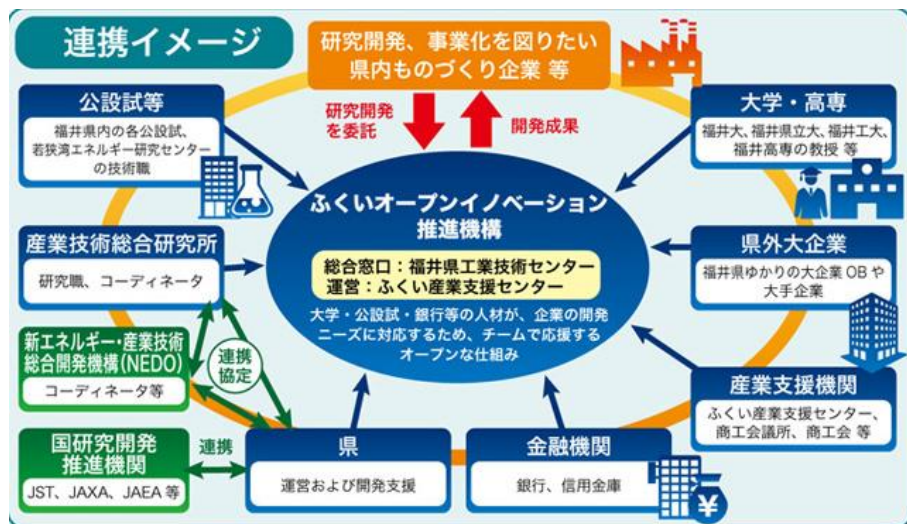 連携イメージ
研究開発、事業化を図りたい
県内ものづくり企業 等
研究開発
を委託
開発成果
公設試等
福井県内の各公設試、
若狭湾エネルギー研究センター
の技術職
大学・高専
福井大、福井県立大、福井工大、
福井高専の教授 等
ふくいオープンイノベーション
推進機構
総合窓口：福井県工業技術センター
運営：ふくい産業支援センター
大学・公設試・銀行等の人材が、企業の開発
ニーズに対応するため、チームで応援する
オープンな仕組み
産業技術総合研究所
研究職、コーディネータ
県外大企業
福井県ゆかりの大企業 OB や
大手企業
新エネルギー・産業技術
総合開発機構（NEDO）
コーディネータ等
連携
協定
産業支援機関
ふくい産業支援センター、
商工会議所、商工会 等
国研究開発
推進機関
JST、JAXA、JAEA 等
連携
県
運営および開発支援
金融機関
銀行、信用金庫
¥